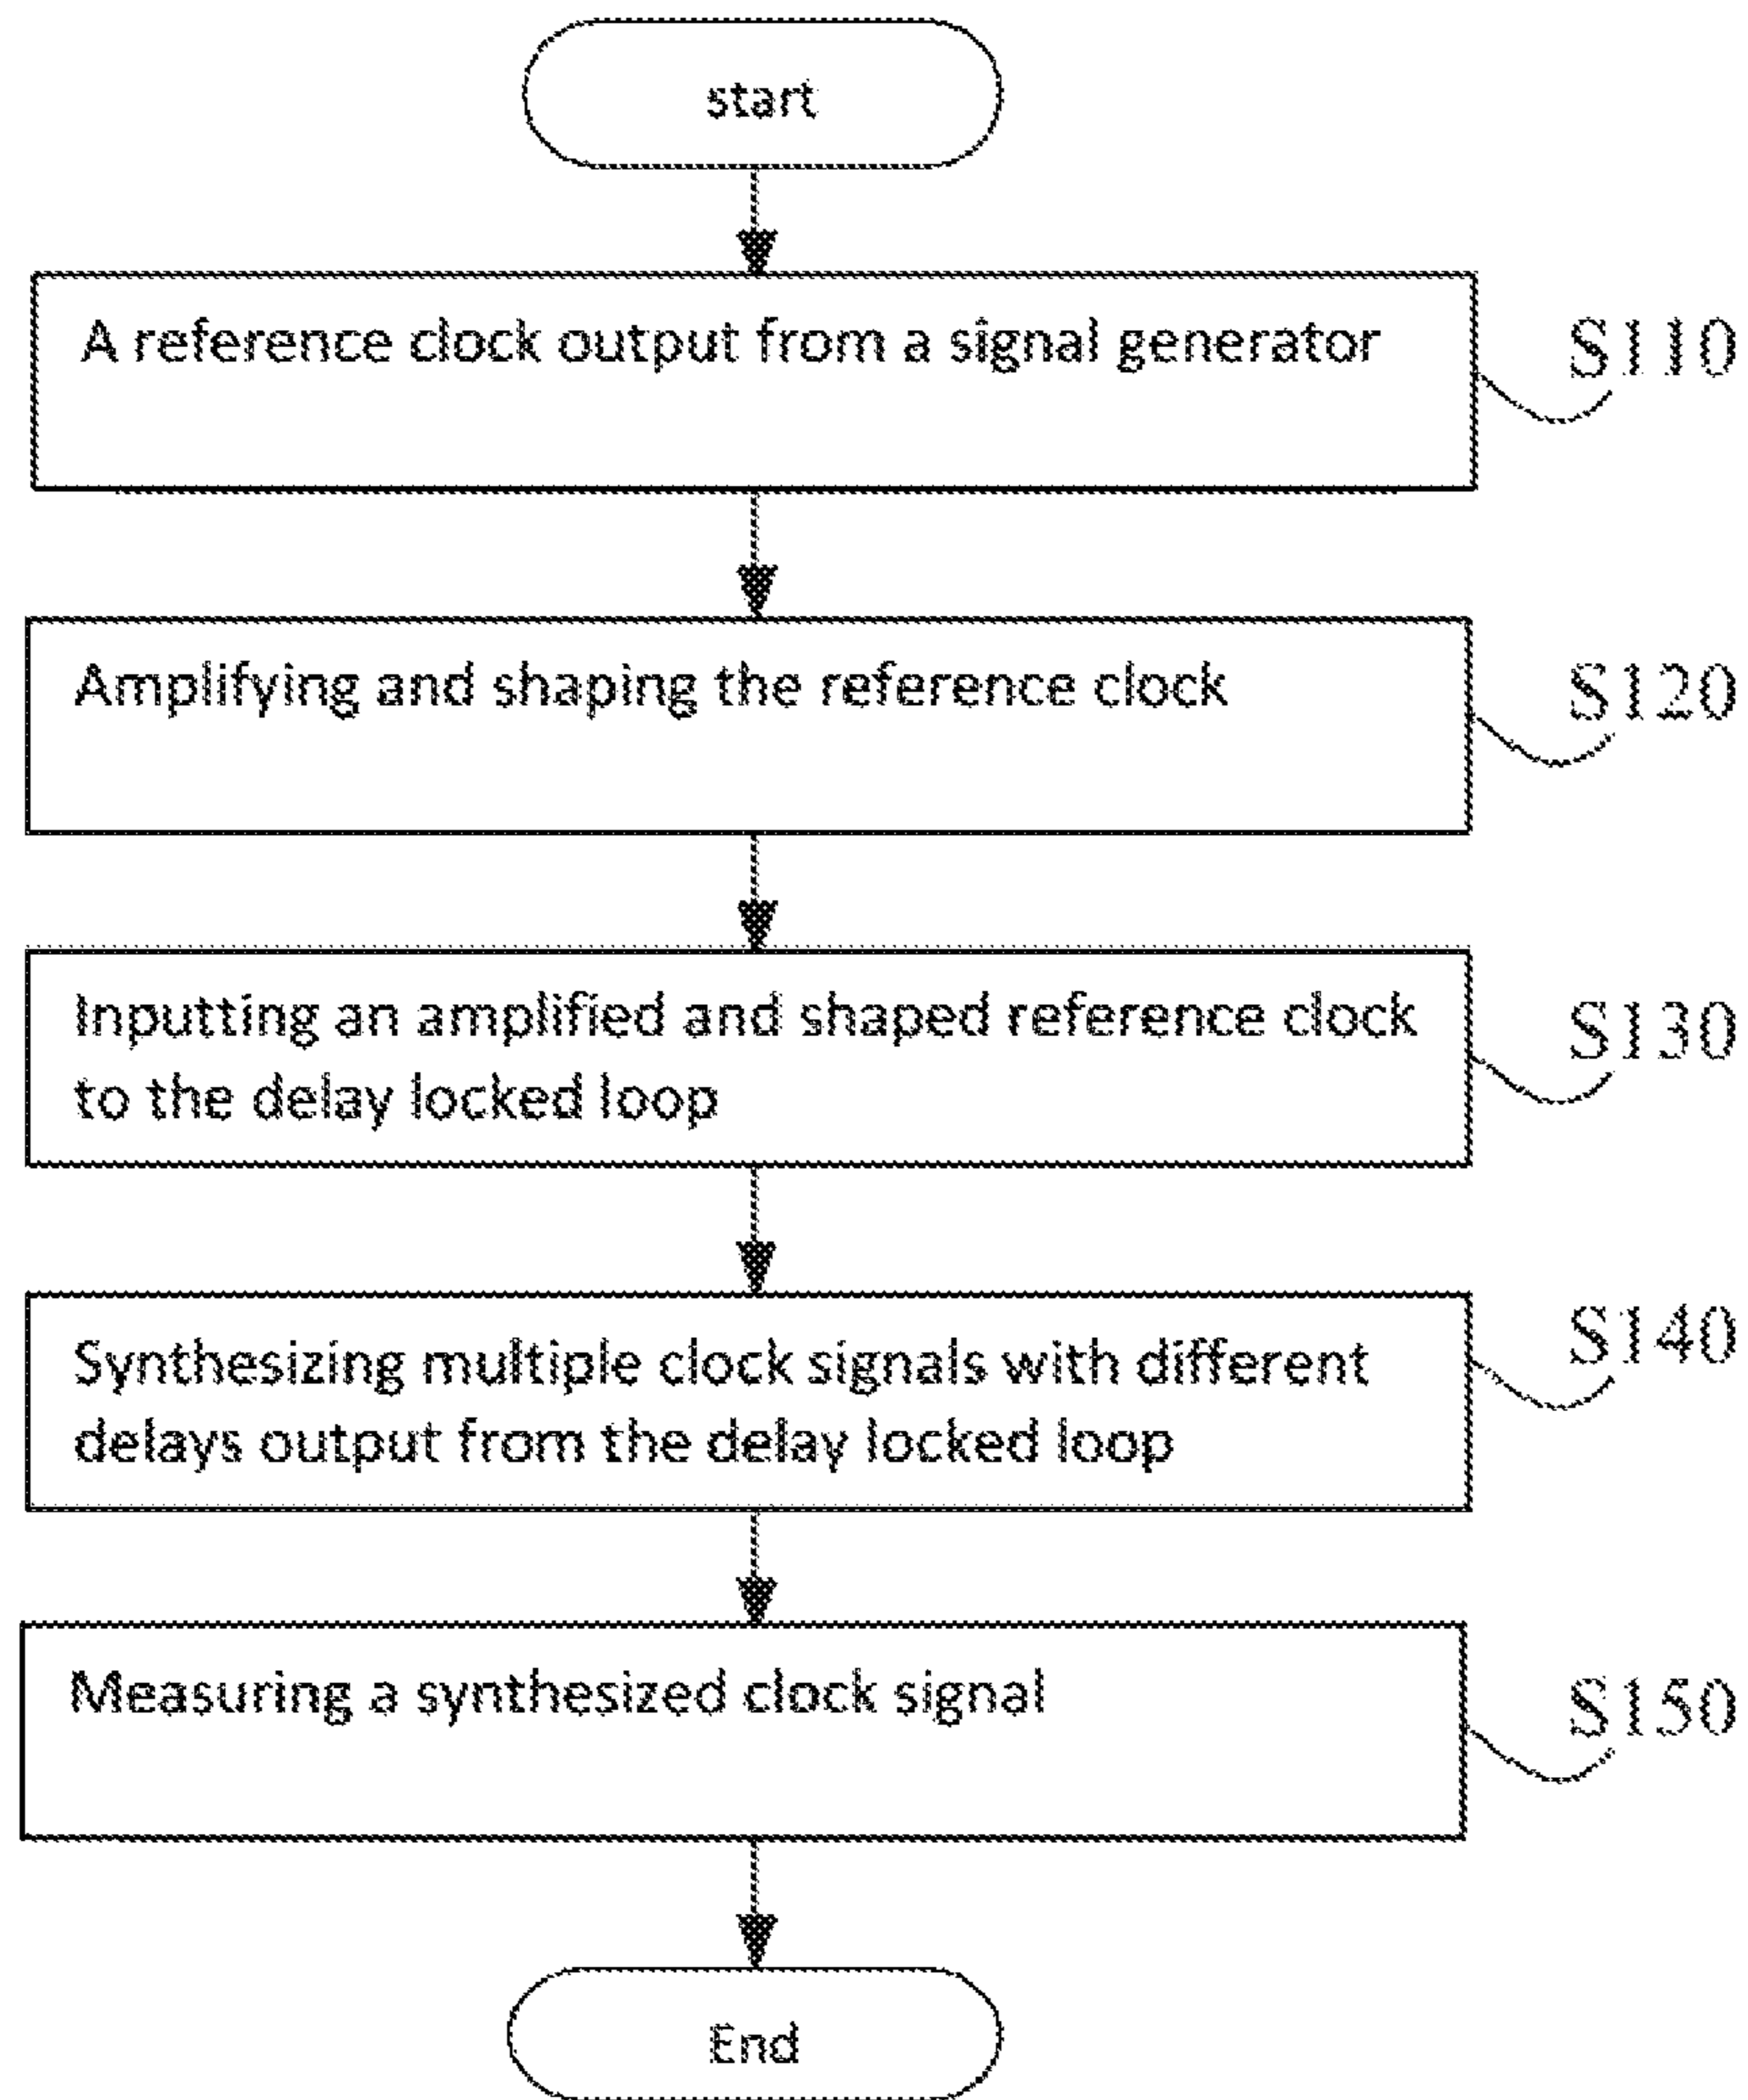 start
A reference clock output from a signal generator
S110
Amplifying and shaping the reference clock
S120
Inputting an amplified and shaped reference clock
to the delay locked loop
S130
Synthesizing multiple clock signals with different
delays output from the delay locked loop
S140
Measuring a synthesized clock signal
S150
End